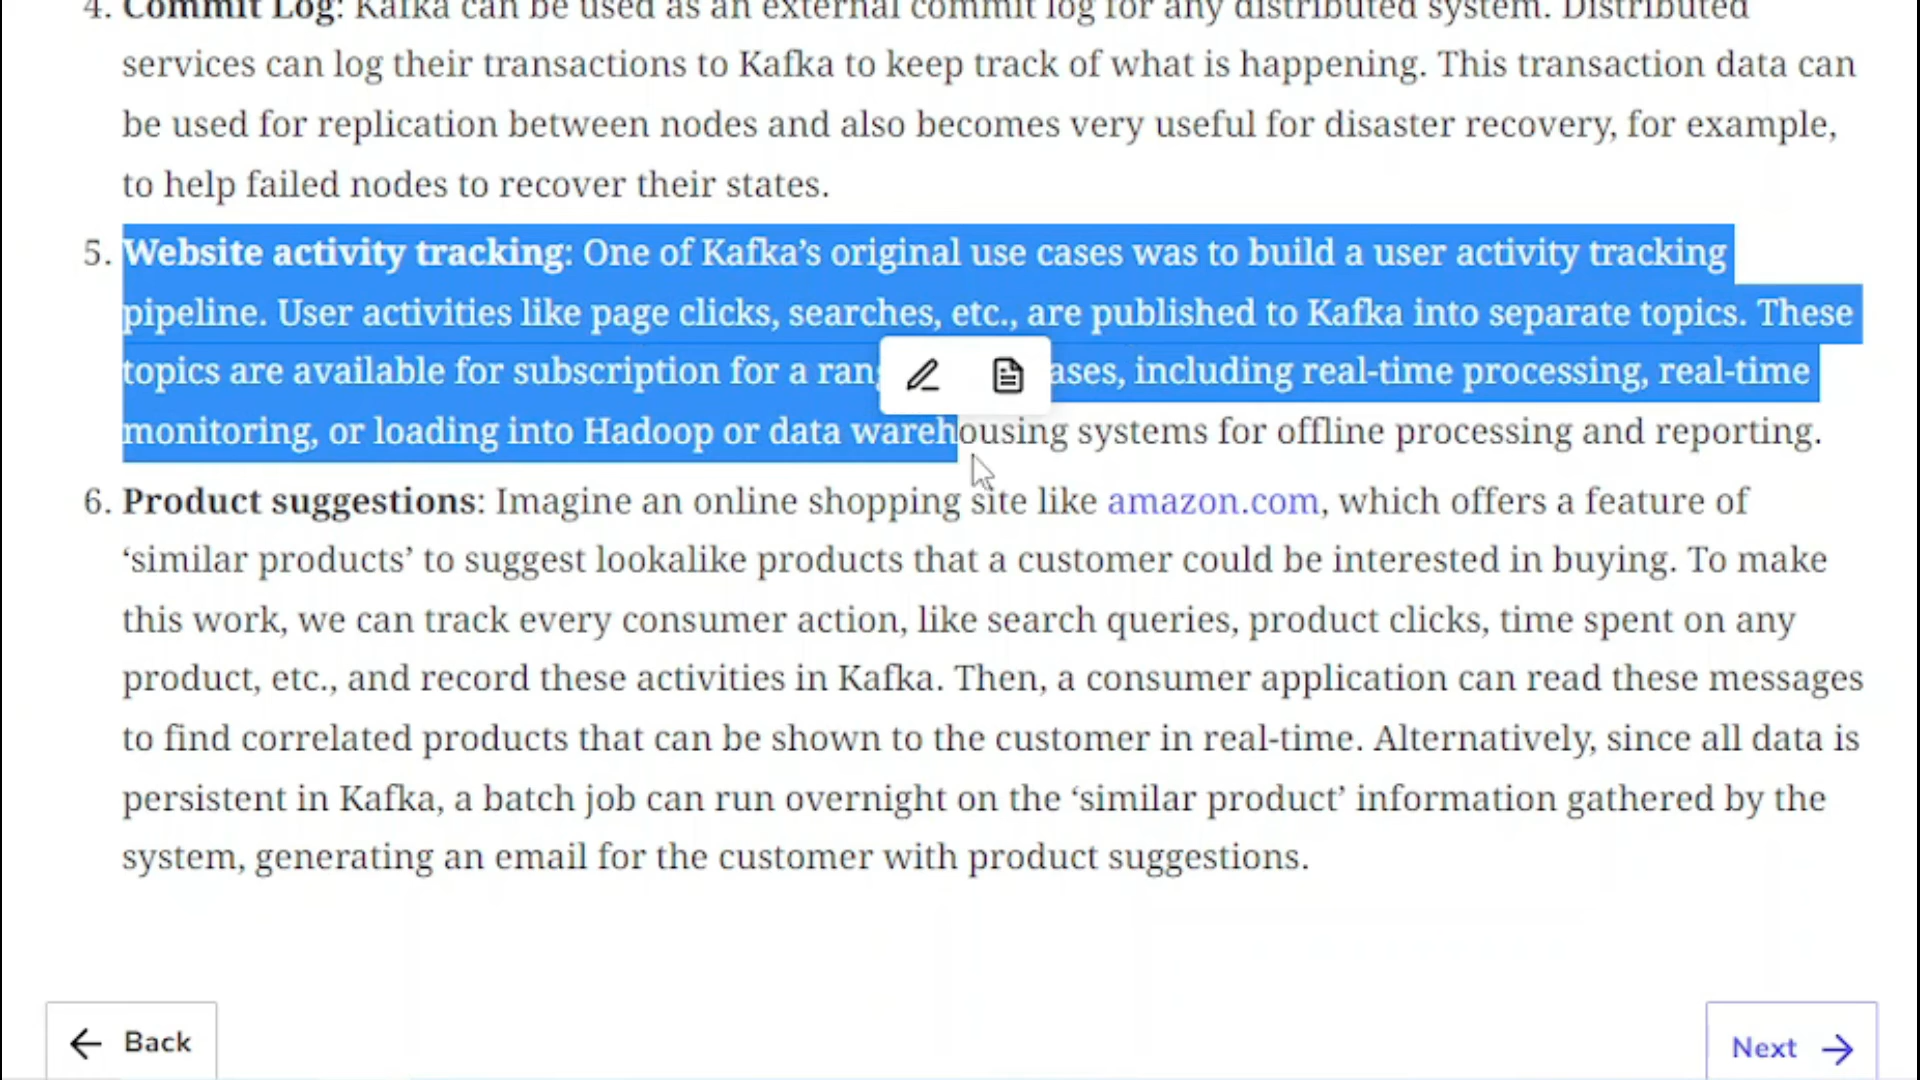 4. Commit Log: Kafka can be used as an external commit log for any distributed system. Distributed
services can log their transactions to Kafka to keep track of what is happening. This transaction data can
be used for replication between nodes and also becomes very useful for disaster recovery, for example,
to help failed nodes to recover their states.
5. Website activity tracking: One of Kafka’s original use cases was to build a user activity tracking
pipeline. User activities like page clicks, searches, etc., are published to Kafka into separate topics. These
topics are available for subscription for a ran ases, including real-time processing, real-time
monitoring, or loading into Hadoop or data warehousing systems for offline processing and reporting.
6. Product suggestions: Imagine an online shopping site like amazon.com, which offers a feature of
‘similar products’ to suggest lookalike products that a customer could be interested in buying. To make
this work, we can track every consumer action, like search queries, product clicks, time spent on any
product, etc., and record these activities in Kafka. Then, a consumer application can read these messages
to find correlated products that can be shown to the customer in real-time. Alternatively, since all data is
persistent in Kafka, a batch job can run overnight on the ‘similar product’ information gathered by the
system, generating an email for the customer with product suggestions.
Back
Next